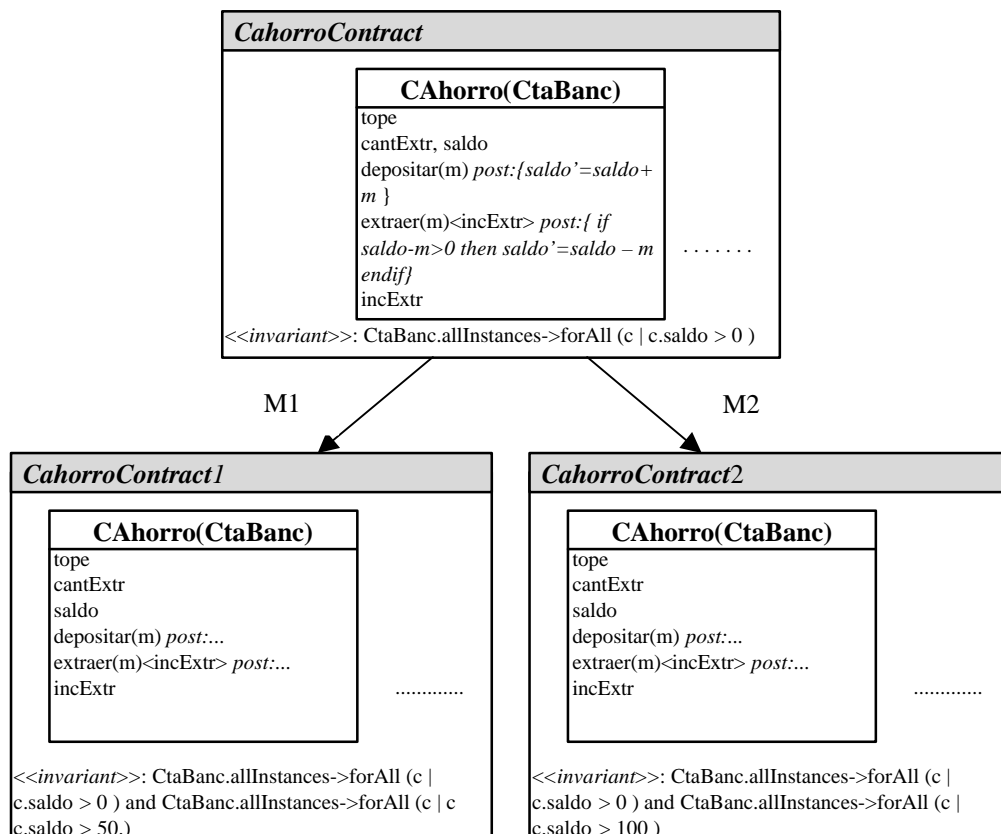 CahorroContract
CAhorro(CtaBanc)
tope
cantExtr, saldo
depositar(m) post:{saldo’=saldo+
m }
extraer(m)<incExtr> post:{ if
saldo-m>0 then saldo’=saldo – m
endif}
incExtr
. . . . . . .
<<invariant>>: CtaBanc.allInstances->forAll (c | c.saldo > 0 )
M1
M2
CahorroContract1
CAhorro(CtaBanc)
tope
cantExtr
saldo
depositar(m) post:...
extraer(m)<incExtr> post:...
incExtr
.............
<<invariant>>: CtaBanc.allInstances->forAll (c |
c.saldo > 0 ) and CtaBanc.allInstances->forAll (c | c
c.saldo > 50.)
CahorroContract2
CAhorro(CtaBanc)
tope
cantExtr
saldo
depositar(m) post:...
extraer(m)<incExtr> post:...
incExtr
.............
<<invariant>>: CtaBanc.allInstances->forAll (c |
c.saldo > 0 ) and CtaBanc.allInstances->forAll (c |
c.saldo > 100 )